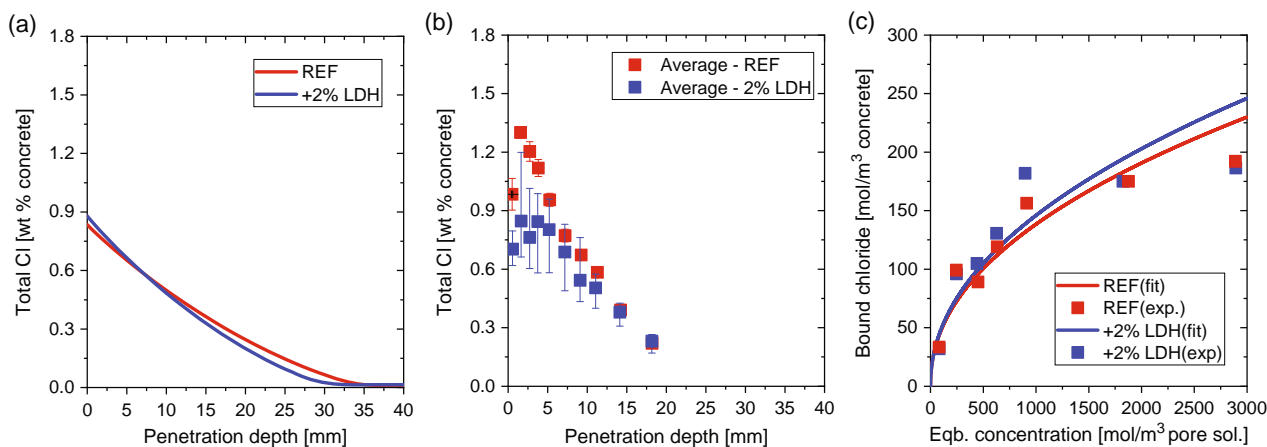 (a)
1.8
1.5
1.2
0.9
0.6
0.3
0.0
Total Cl [wt % concrete]
REF
+2% LDH
0 5 10 15 20 25 30 35 40
Penetration depth [mm]
(b)
1.8
1.5
1.2
0.9
0.6
0.3
0.0
Total Cl [wt % concrete]
Average - REF
Average - 2% LDH
0 5 10 15 20 25 30 35 40
Penetration depth [mm]
(c)
300
250
200
150
100
50
0
Bound chloride [mol/m³ concrete]
REF(fit)
REF(exp.)
+2% LDH(fit)
+2% LDH(exp)
0 500 1000 1500 2000 2500 3000
Eqb. concentration [mol/m³ pore sol.]